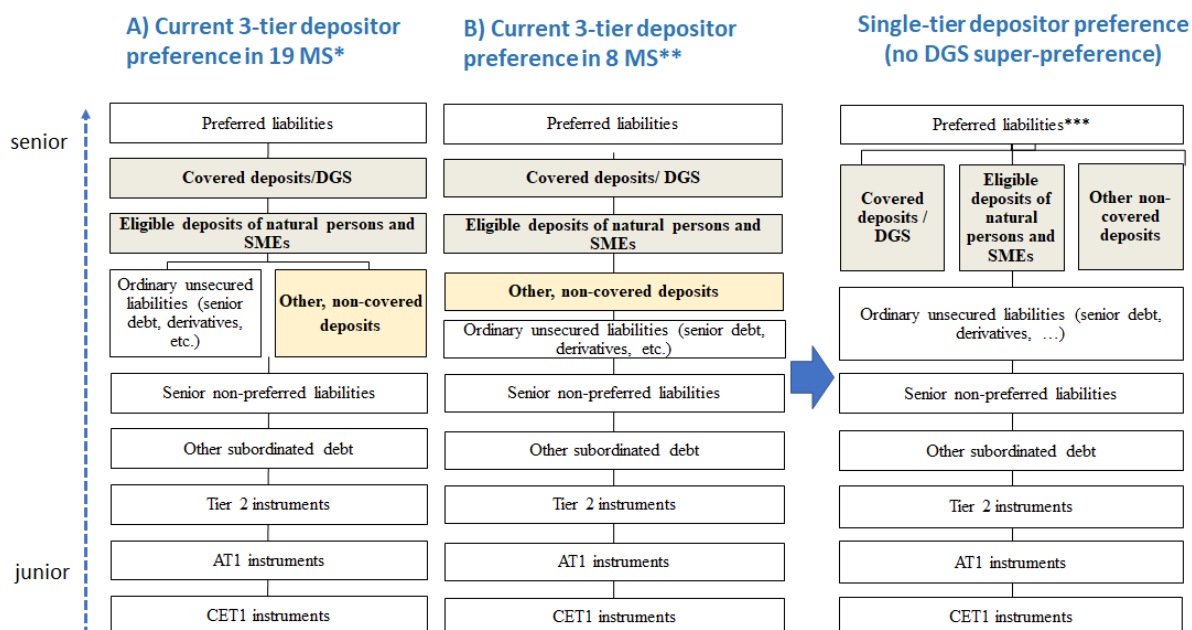 A) Current 3-tier depositor
preference in 19 MS*
B) Current 3-tier depositor
preference in 8 MS**
Single-tier depositor preference
(no DGS super-preference)
senior
junior
Preferred liabilities
Covered deposits/DGS
Eligible deposits of natural persons and
SMEs
Ordinary unsecured
liabilities (senior
debt, derivatives,
etc.)
Other, non-covered
deposits
Senior non-preferred liabilities
Other subordinated debt
Tier 2 instruments
AT1 instruments
CET1 instruments
Preferred liabilities
Covered deposits/ DGS
Eligible deposits of natural persons and
SMEs
Other, non-covered deposits
Ordinary unsecured liabilities (senior debt,
derivatives, etc.)
Senior non-preferred liabilities
Other subordinated debt
Tier 2 instruments
AT1 instruments
CET1 instruments
Preferred liabilities***
Covered
deposits /
DGS
Eligible
deposits of
natural
persons and
SMEs
Other non-
covered
deposits
Ordinary unsecured liabilities (senior debt,
derivatives, …)
Senior non-preferred liabilities
Other subordinated debt
Tier 2 instruments
AT1 instruments
CET1 instruments